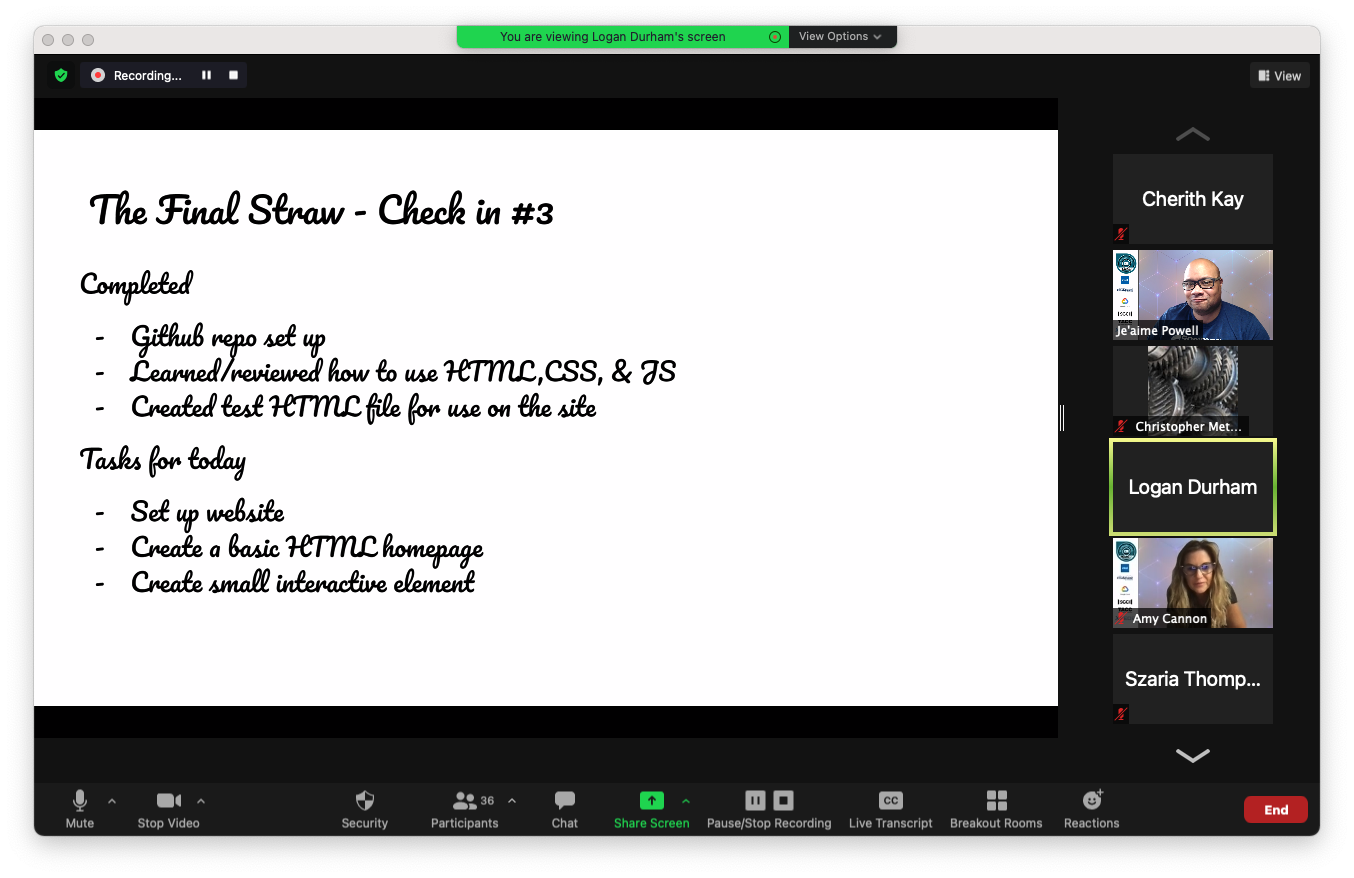 You are viewing Logan Durham's screen
View Options
Recording...
View
The Final Straw - Check in #3
Completed
- Github repo set up
- Learned/reviewed how to use HTML,CSS, & JS
- Created test HTML file for use on the site
Tasks for today
- Set up website
- Create a basic HTML homepage
- Create small interactive element
Cherith Kay
Je'aime Powell
Christopher Met...
Logan Durham
Amy Cannon
Szaria Thomp...
Mute
Stop Video
Security
36
Participants
Chat
Share Screen
Pause/Stop Recording
CC
Live Transcript
Breakout Rooms
Reactions
End